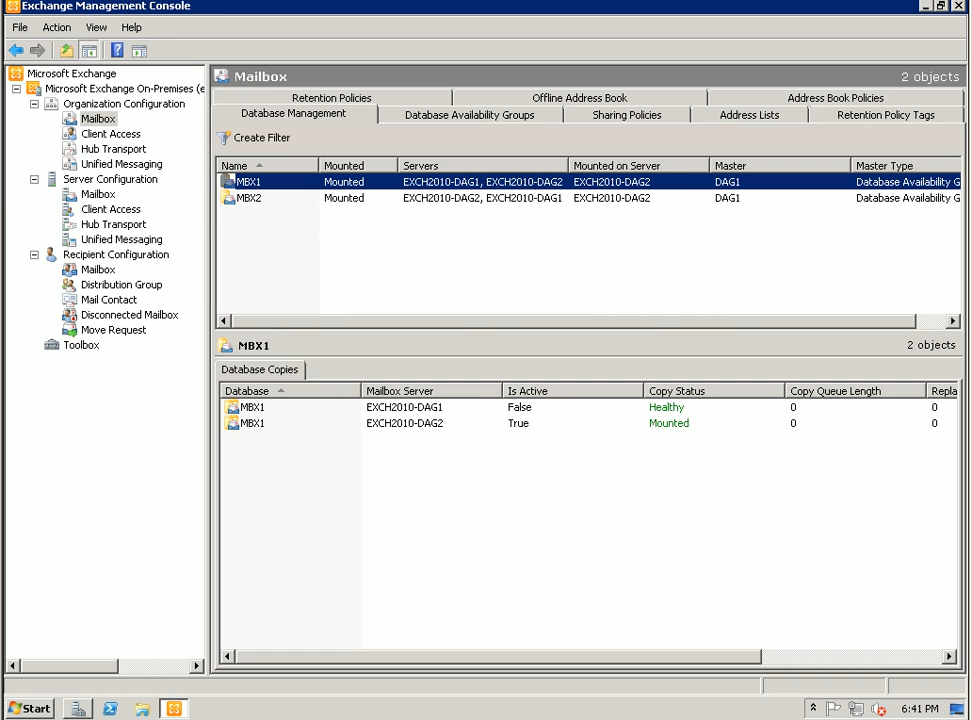 Exchange Management Console
File Action View Help
Microsoft Exchange
Microsoft Exchange On-Premises (e
Organization Configuration
Mailbox
Client Access
Hub Transport
Unified Messaging
Server Configuration
Mailbox
Client Access
Hub Transport
Unified Messaging
Recipient Configuration
Mailbox
Distribution Group
Mail Contact
Disconnected Mailbox
Move Request
Toolbox
Mailbox 2 objects
Retention Policies Offline Address Book Address Book Policies
Database Management Database Availability Groups Sharing Policies Address Lists Retention Policy Tags
Create Filter
Name Mounted Servers Mounted on Server Master Master Type
MBX1 Mounted EXCH2010-DAG1, EXCH2010-DAG2 EXCH2010-DAG2 DAG1 Database Availability G
MBX2 Mounted EXCH2010-DAG2, EXCH2010-DAG1 EXCH2010-DAG2 DAG1 Database Availability G
MBX1 2 objects
Database Copies
Database Mailbox Server Is Active Copy Status Copy Queue Length Repla
MBX1 EXCH2010-DAG1 False Healthy 0 0
MBX1 EXCH2010-DAG2 True Mounted 0 0
Start 6:41 PM